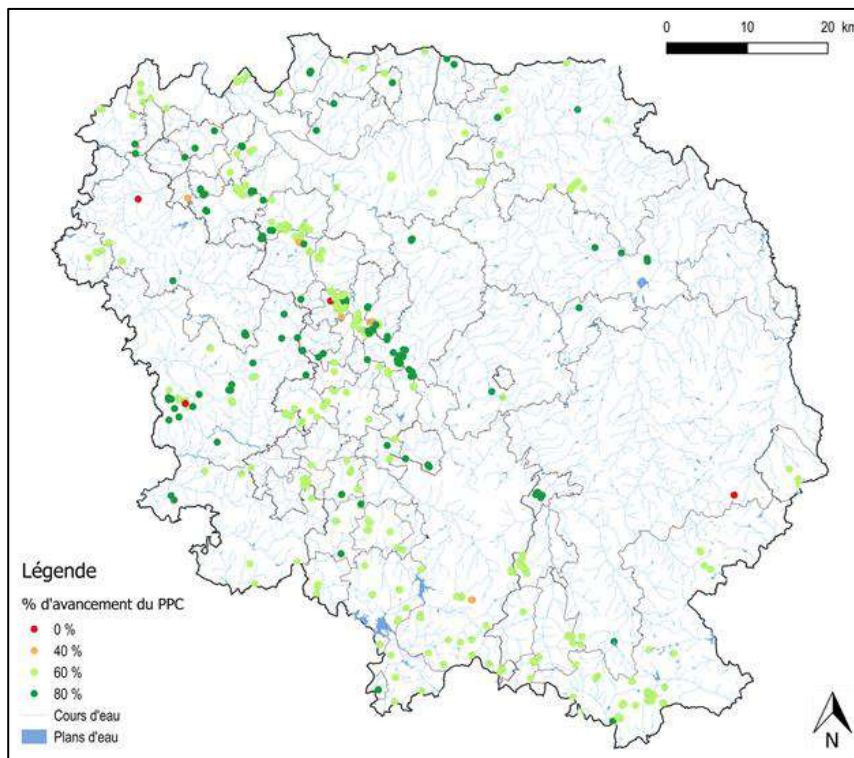 0 10 20 km
Légende
% d'avancement du PPC
0 %
40 %
60 %
80 %
Cours d'eau
Plans d'eau
N